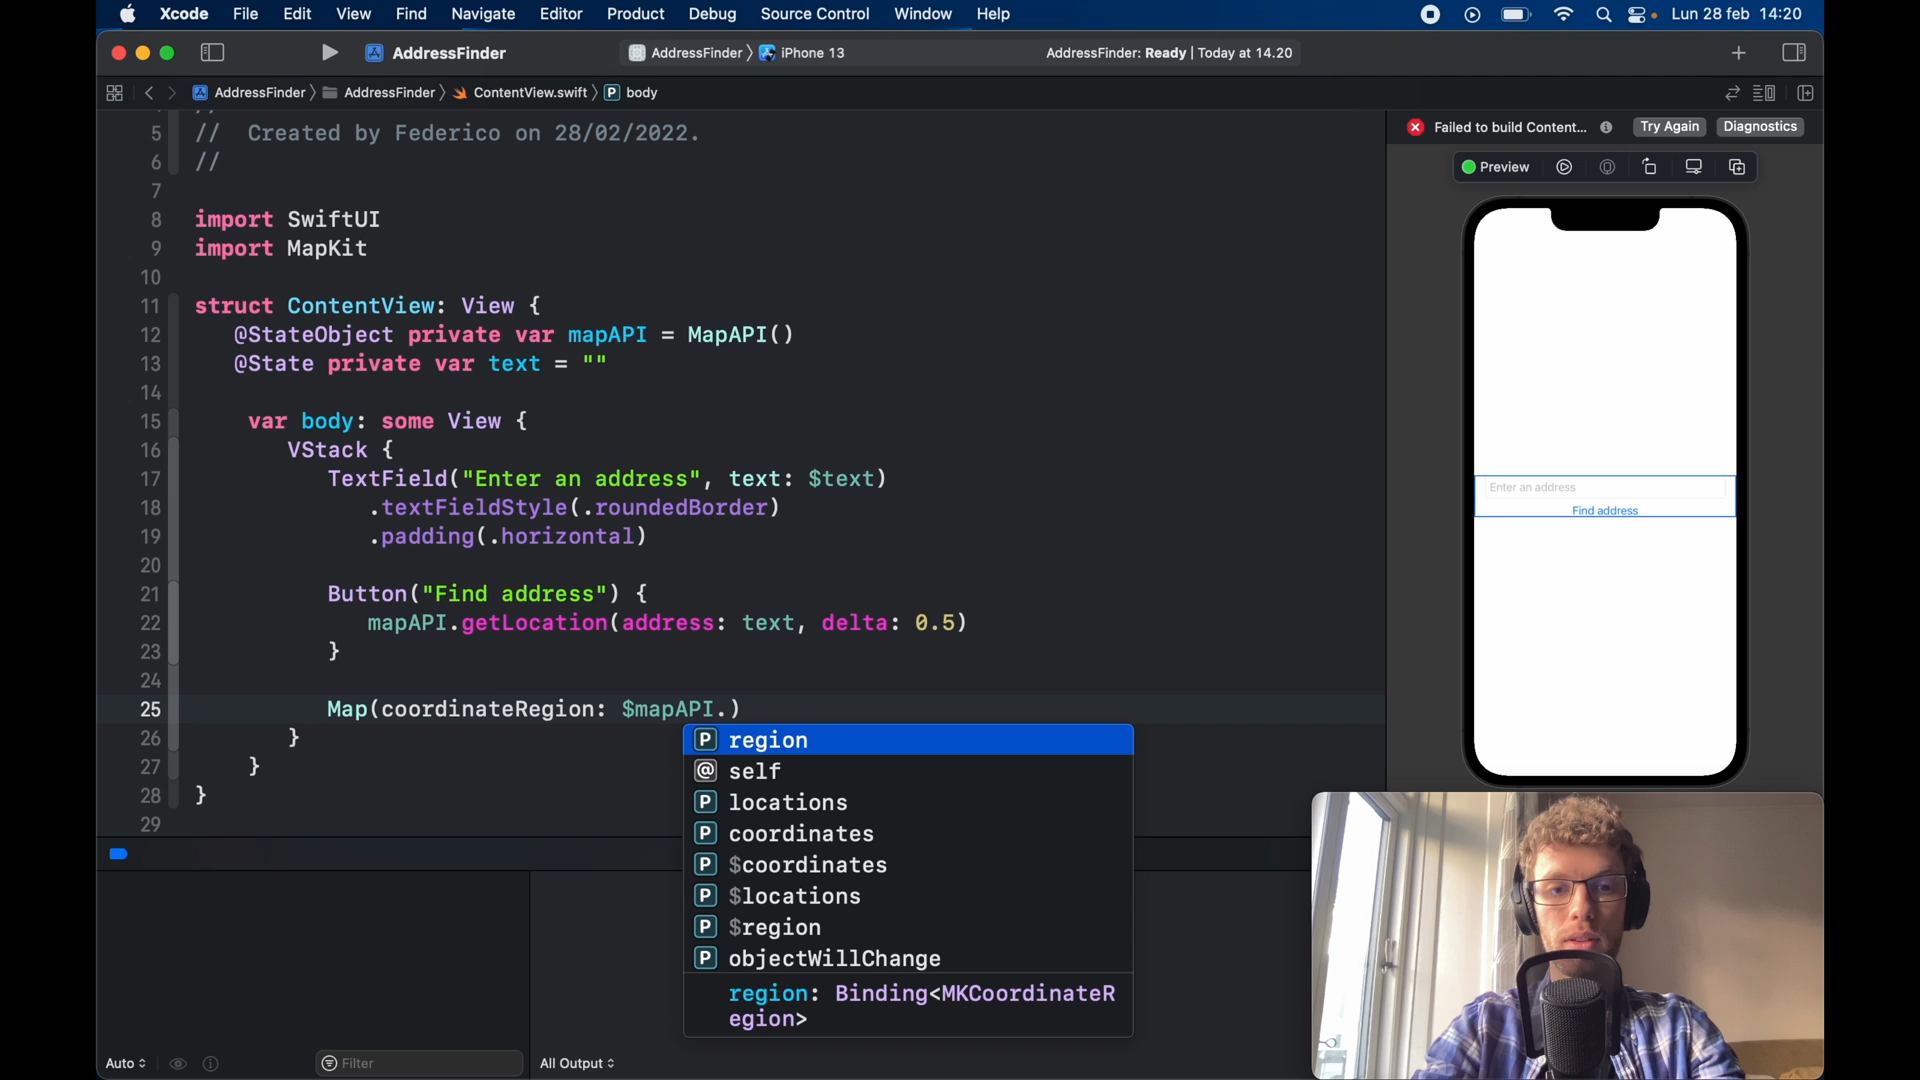 Xcode File Edit View Find Navigate Editor Product Debug Source Control Window Help Lun 28 feb 14:20
AddressFinder AddressFinder 〉 iPhone 13 AddressFinder: Ready | Today at 14.20
AddressFinder 〉 AddressFinder 〉 ContentView.swift 〉 P body
Failed to build Content... Try Again Diagnostics
Preview
5 // Created by Federico on 28/02/2022.
6 //
7
8 import SwiftUI
9 import MapKit
10
11 struct ContentView: View {
12 @StateObject private var mapAPI = MapAPI()
13 @State private var text = ""
14
15 var body: some View {
16 VStack {
17 TextField("Enter an address", text: $text)
18 .textFieldStyle(.roundedBorder)
19 .padding(.horizontal)
20
21 Button("Find address") {
22 mapAPI.getLocation(address: text, delta: 0.5)
23 }
24
25 Map(coordinateRegion: $mapAPI.)
26 }
27 }
28 }
29
P region
@ self
P locations
P coordinates
P $coordinates
P $locations
P $region
P objectWillChange
region: Binding<MKCoordinateR
egion>
Enter an address
Find address
Auto Filter All Output